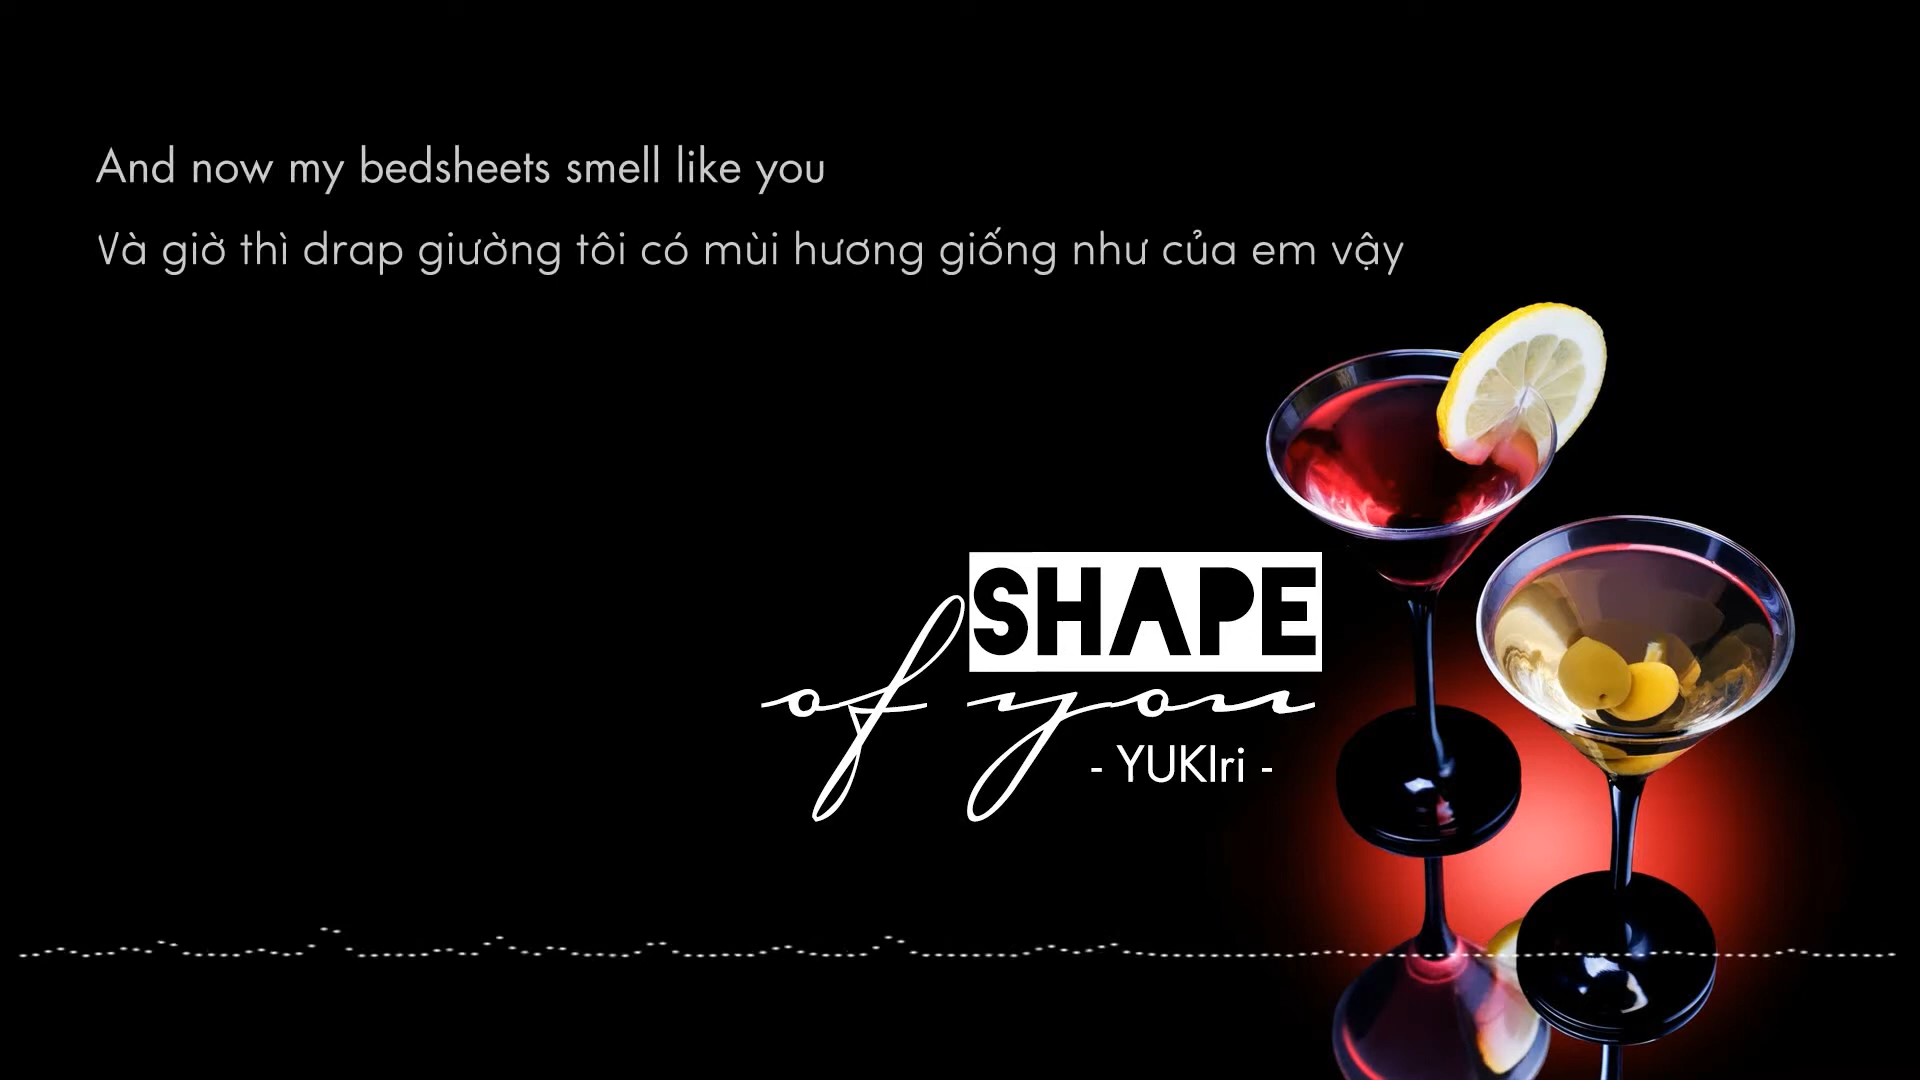 And now my bedsheets smell like you
Và giờ thì drap giường tôi có mùi hương giống như của em vậy
SHAPE
of you
- YUKIri -